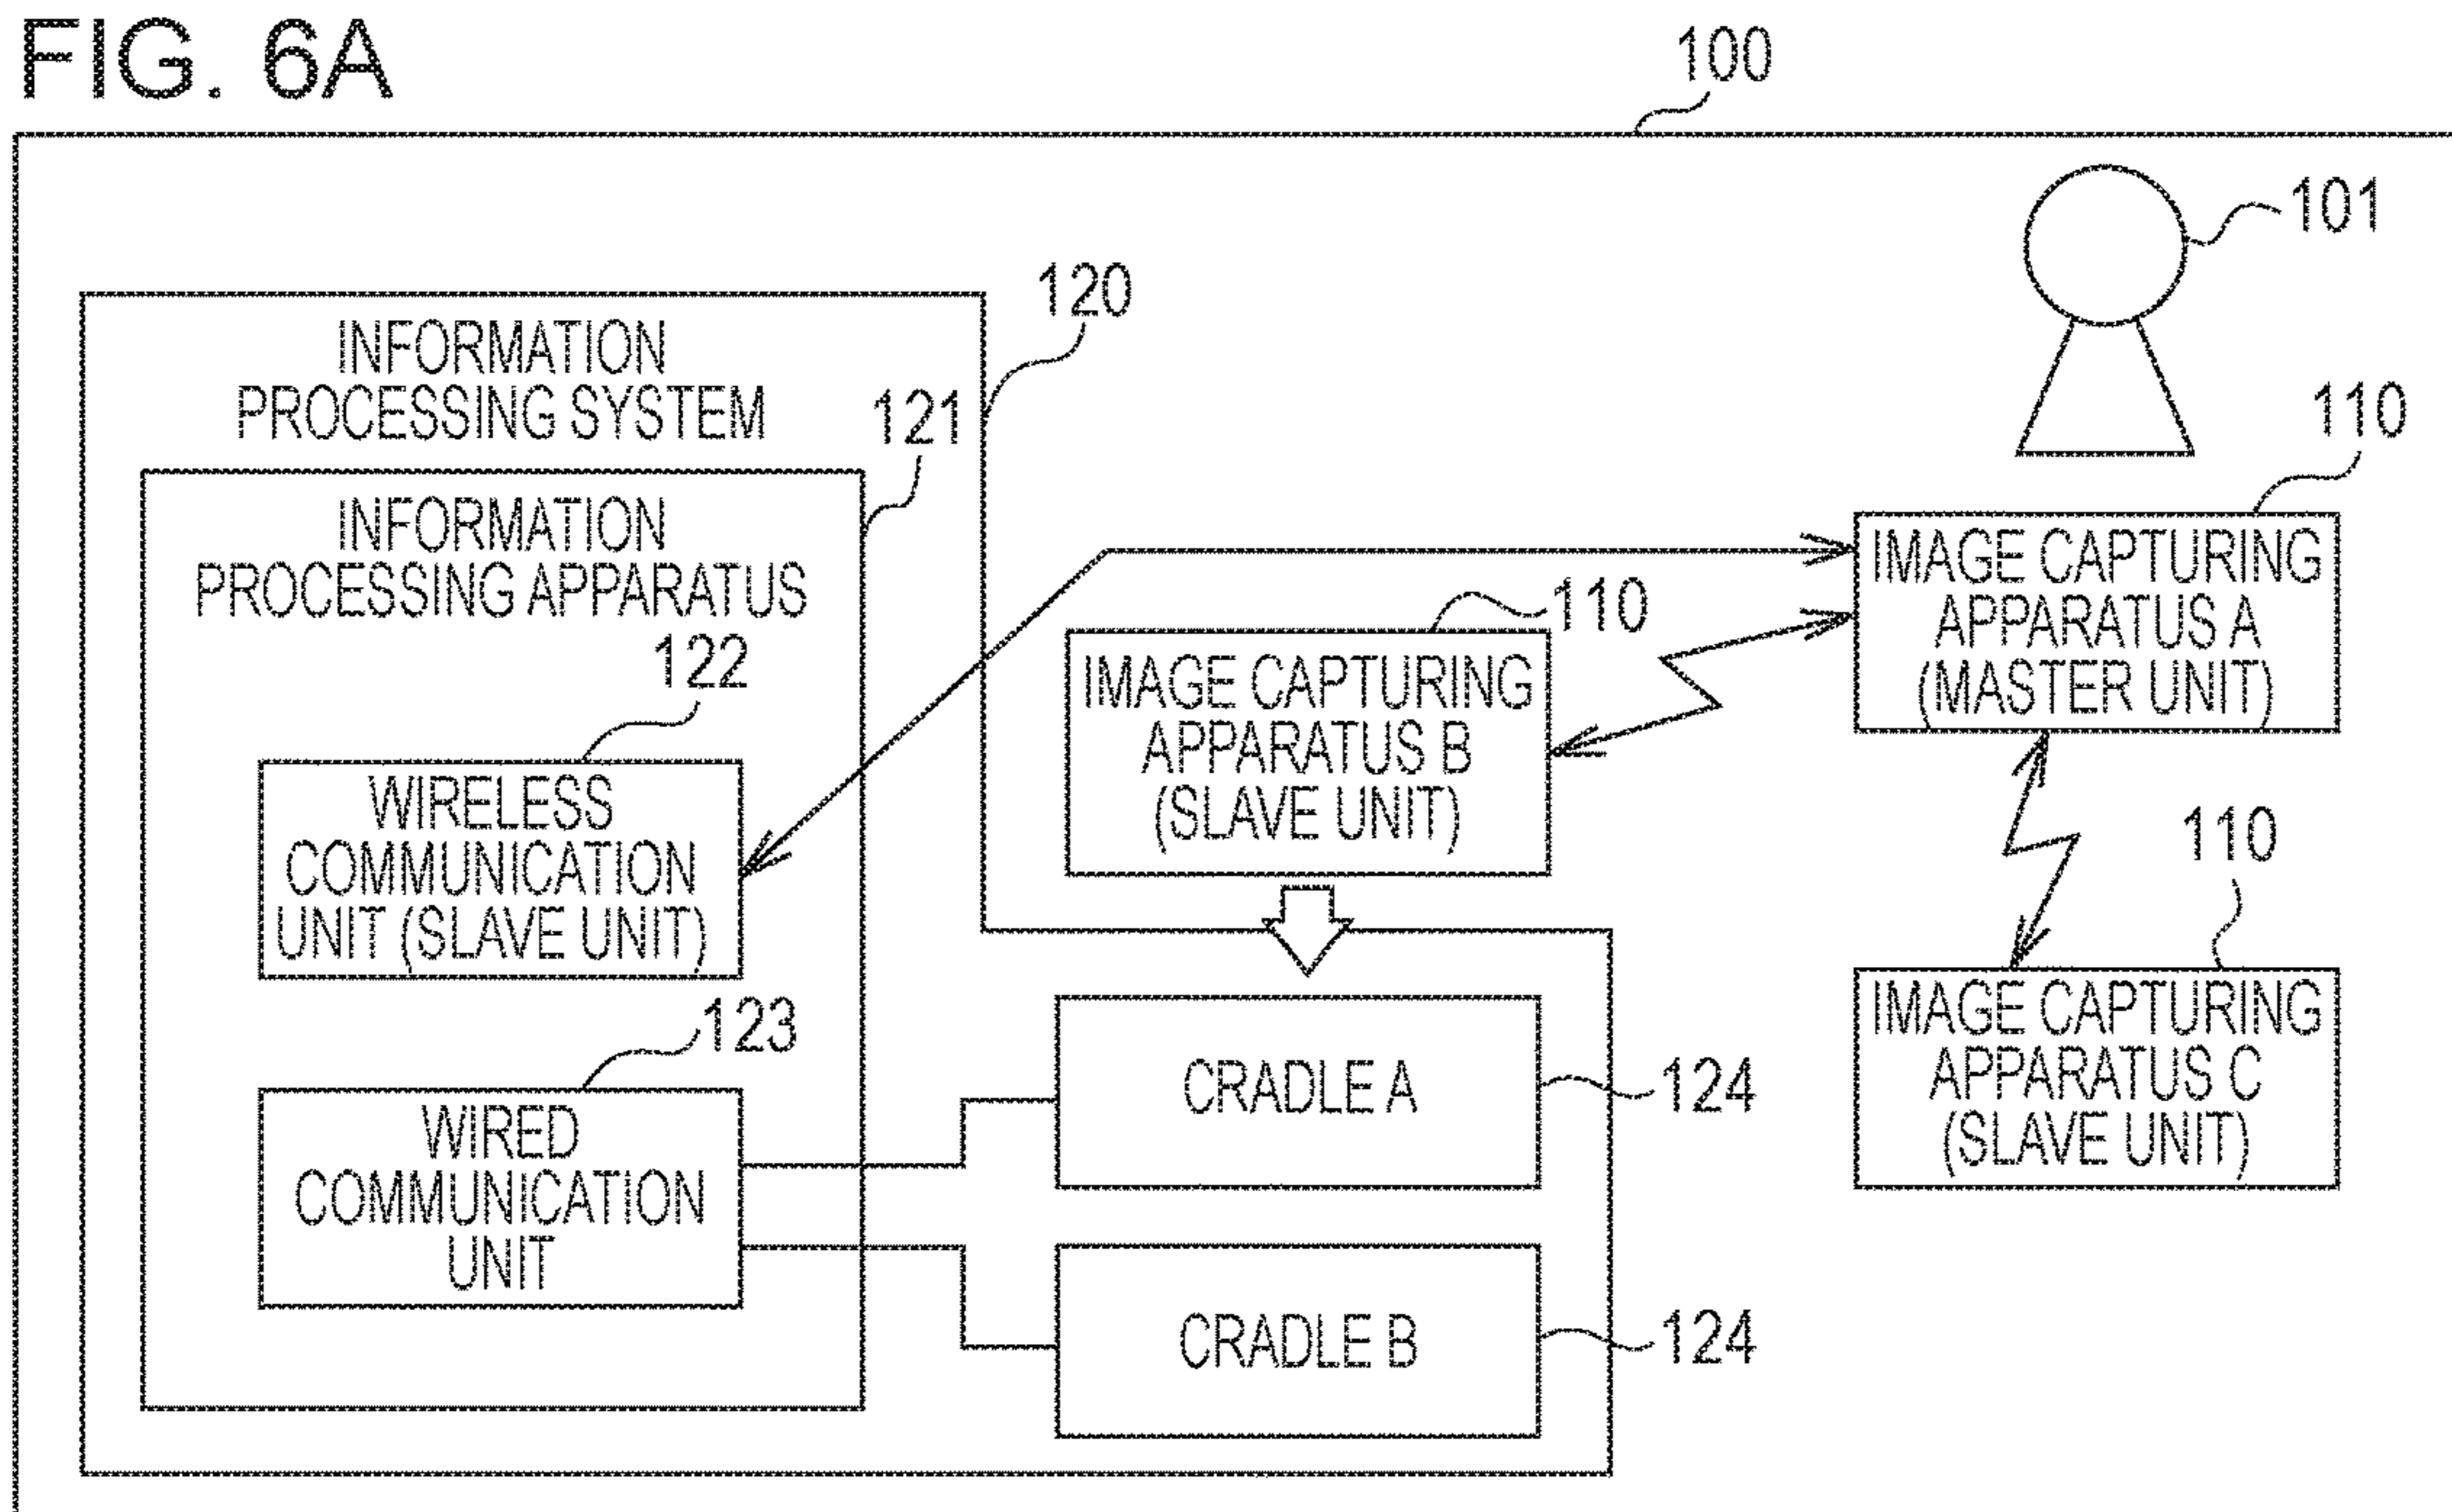 FIG. 6A
100
101
120
INFORMATION
PROCESSING SYSTEM
121
110
INFORMATION
PROCESSING APPARATUS
IMAGE CAPTURING
APPARATUS A
(MASTER UNIT)
110
IMAGE CAPTURING
APPARATUS B
(SLAVE UNIT)
122
WIRELESS
COMMUNICATION
UNIT (SLAVE UNIT)
110
IMAGE CAPTURING
APPARATUS C
(SLAVE UNIT)
123
WIRED
COMMUNICATION
UNIT
CRADLE A
124
CRADLE B
124